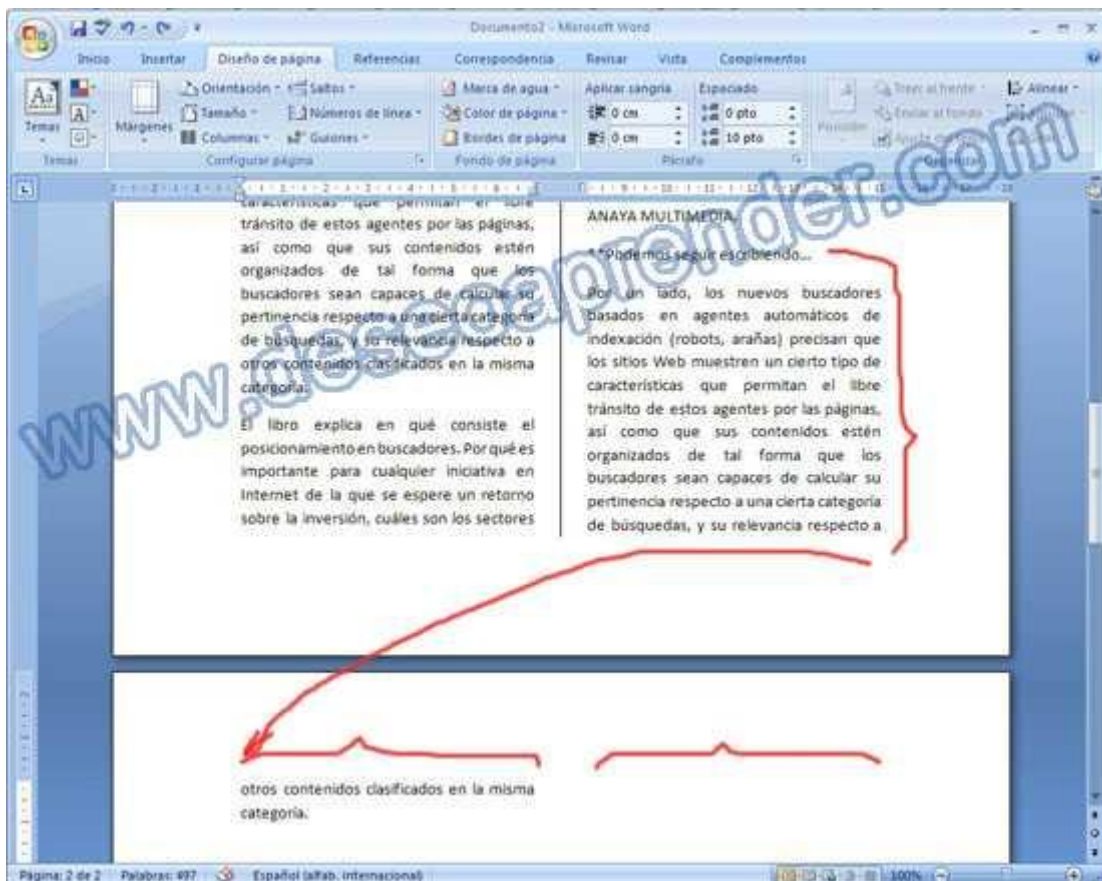 Documento2 - Microsoft Word
Inicio Insertar Diseño de página Referencias Correspondencia Revisar Vista Complementos
Orientación Saltos Marca de agua Aplicar sangría Espaciado Traer al frente Alinear
Tamaño Números de línea Color de página 0 cm 0 pto Enviar al fondo
Temas Márgenes Columnas Guiones Bordes de página 0 cm 10 pto
Temas Configurar página Fondo de página Párrafo Organizar
www.deseoaprender.com
características que permitan el libre
tránsito de estos agentes por las páginas,
así como que sus contenidos estén
organizados de tal forma que los
buscadores sean capaces de calcular su
pertinencia respecto a una cierta categoría
de búsquedas, y su relevancia respecto a
otros contenidos clasificados en la misma
categoría.
El libro explica en qué consiste el
posicionamiento en buscadores. Por qué es
importante para cualquier iniciativa en
Internet de la que se espere un retorno
sobre la inversión, cuáles son los sectores
ANAYA MULTIMEDIA.
**Podemos seguir escribiendo...
Por un lado, los nuevos buscadores
basados en agentes automáticos de
indexación (robots, arañas) precisan que
los sitios Web muestren un cierto tipo de
características que permitan el libre
tránsito de estos agentes por las páginas,
así como que sus contenidos estén
organizados de tal forma que los
buscadores sean capaces de calcular su
pertinencia respecto a una cierta categoría
de búsquedas, y su relevancia respecto a
otros contenidos clasificados en la misma
categoría.
Página: 2 de 2 Palabras: 497 Español (alfab. internacional) 100%